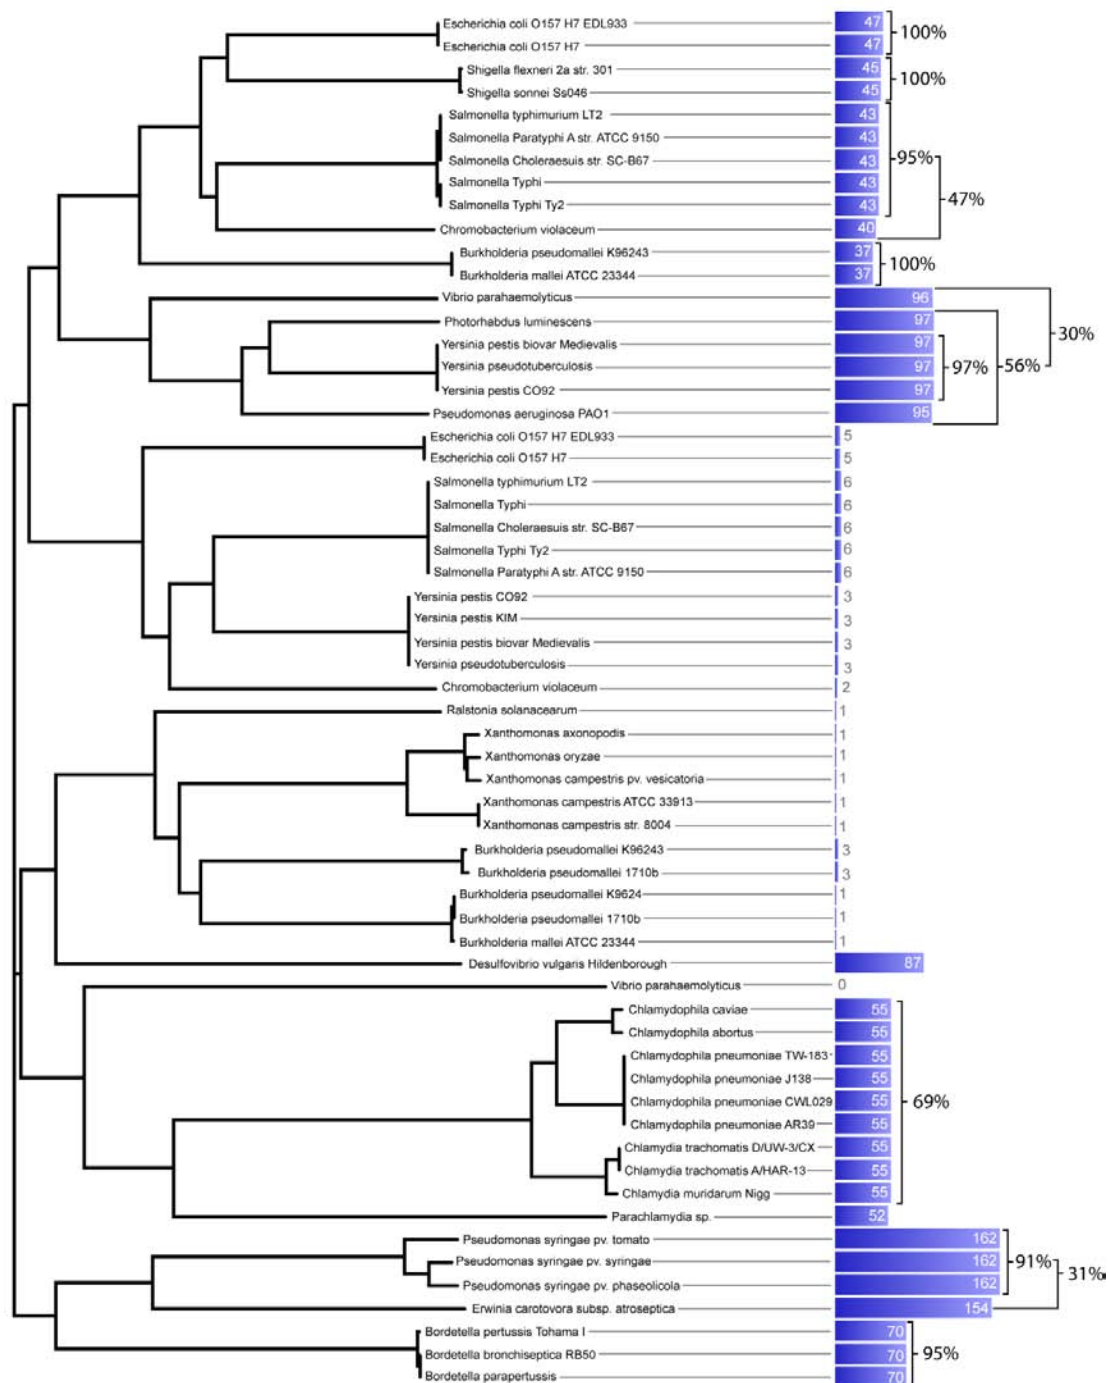 Escherichia coli O157 H7 EDL933 47
100%
Escherichia coli O157 H7 47
Shigella flexneri 2a str. 301 45
100%
Shigella sonnei Ss046 45
Salmonella typhimurium LT2 43
Salmonella Paratyphi A str. ATCC 9150 43
95%
Salmonella Choleraesuis str. SC-B67 43
Salmonella Typhi 43
47%
Salmonella Typhi Ty2 43
Chromobacterium violaceum 40
Burkholderia pseudomallei K96243 37
100%
Burkholderia mallei ATCC 23344 37
Vibrio parahaemolyticus 96
Photorhabdus luminescens 97
30%
Yersinia pestis biovar Medievalis 97
Yersinia pseudotuberculosis 97
97% 56%
Yersinia pestis CO92 97
Pseudomonas aeruginosa PAO1 95
Escherichia coli O157 H7 EDL933 5
Escherichia coli O157 H7 5
Salmonella typhimurium LT2 6
Salmonella Typhi 6
Salmonella Choleraesuis str. SC-B67 6
Salmonella Typhi Ty2 6
Salmonella Paratyphi A str. ATCC 9150 6
Yersinia pestis CO92 3
Yersinia pestis KIM 3
Yersinia pestis biovar Medievalis 3
Yersinia pseudotuberculosis 3
Chromobacterium violaceum 2
Ralstonia solanacearum 1
Xanthomonas axonopodis 1
Xanthomonas oryzae 1
Xanthomonas campestris pv. vesicatoria 1
Xanthomonas campestris ATCC 33913 1
Xanthomonas campestris str. 8004 1
Burkholderia pseudomallei K96243 3
Burkholderia pseudomallei 1710b 3
Burkholderia pseudomallei K9624 1
Burkholderia pseudomallei 1710b 1
Burkholderia mallei ATCC 23344 1
Desulfovibrio vulgaris Hildenborough 87
Vibrio parahaemolyticus 0
Chlamydophila caviae 55
Chlamydophila abortus 55
Chlamydophila pneumoniae TW-183 55
Chlamydophila pneumoniae J138 55
Chlamydophila pneumoniae CWL029 55
69%
Chlamydophila pneumoniae AR39 55
Chlamydia trachomatis D/UW-3/CX 55
Chlamydia trachomatis A/HAR-13 55
Chlamydia muridarum Nigg 55
Parachlamydia sp. 52
Pseudomonas syringae pv. tomato 162
Pseudomonas syringae pv. syringae 162
91%
31%
Pseudomonas syringae pv. phaseolicola 162
Erwinia carotovora subsp. atroseptica 154
Bordetella pertussis Tohama I 70
Bordetella bronchiseptica RB50 70
95%
Bordetella parapertussis 70